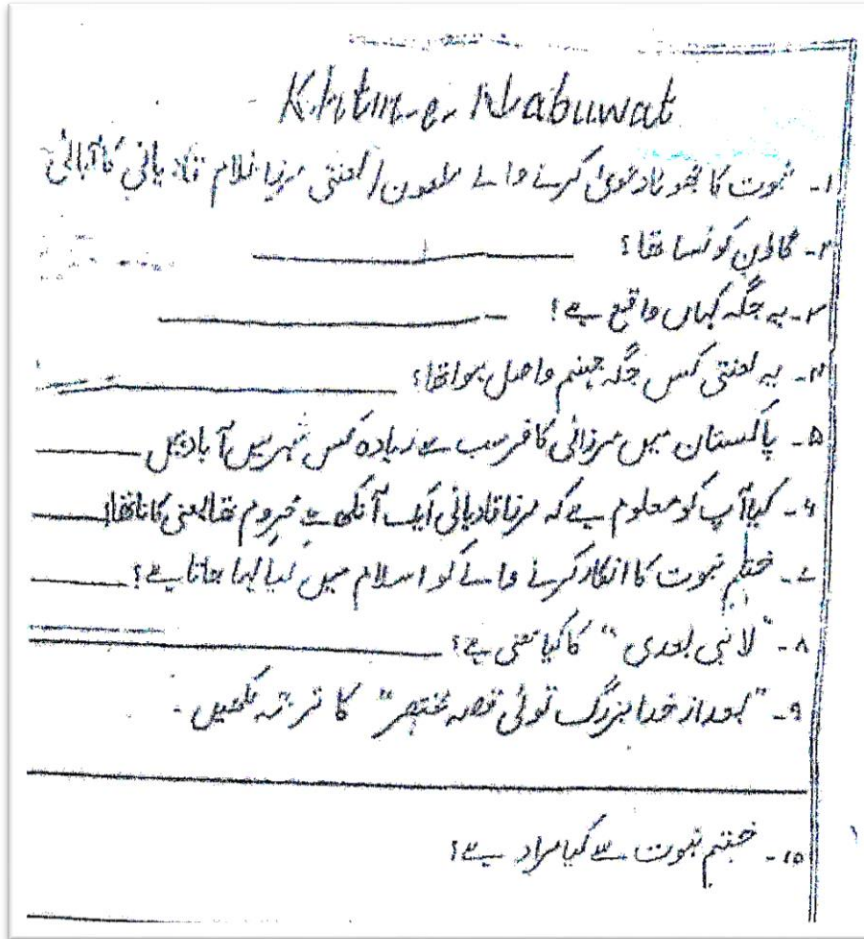 Khtm-e-Nabuwat
۱۔ نبوت کا جھوٹا دعویٰ کرنے والے ملعون/لعنتی مرزا غلام قادیانی کا آبائی
۲۔ گاؤں کونسا تھا؟
۳۔ یہ جگہ کہاں واقع ہے؟
۴۔ یہ لعنتی کس جگہ جہنم واصل ہوا تھا؟
۵۔ پاکستان میں مرزائی کافر سب سے زیادہ کس شہر میں آباد ہیں
۶۔ کیا آپ کو معلوم ہے کہ مرزا قادیانی ایک آنکھ سے محروم تھا یعنی کانا تھا
۷۔ ختم نبوت کا انکار کرنے والے کو اسلام میں کیا کہا جاتا ہے؟
۸۔ "لا نبی بعدی" کا کیا معنی ہے؟
۹۔ "بعد از خدا بزرگ توئی قصہ مختصر" کا ترجمہ لکھیں۔
۱۰۔ ختم نبوت سے کیا مراد ہے؟